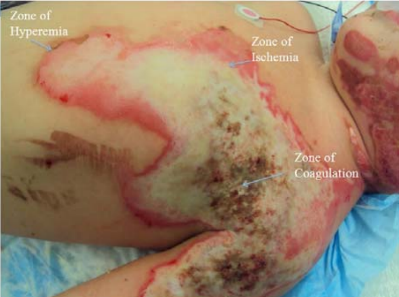 Zone of
Hyperemia
Zone of
Ischemia
Zone of
Coagulation